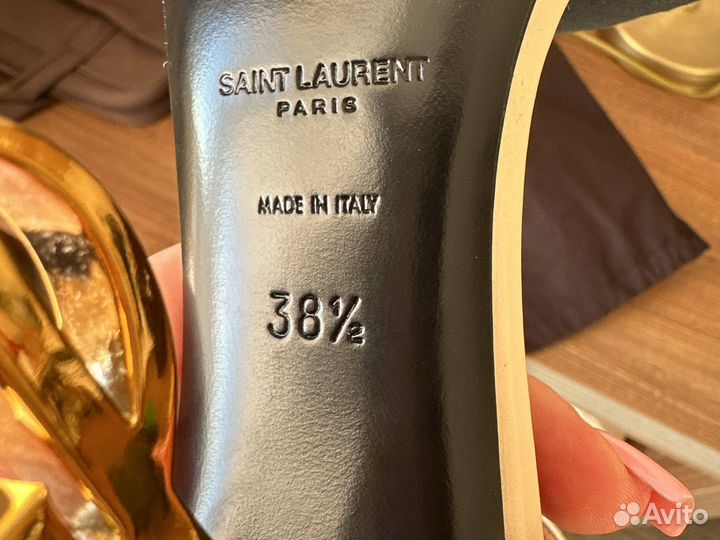 SAINT LAURENT
PARIS
MADE IN ITALY
38½
Avito